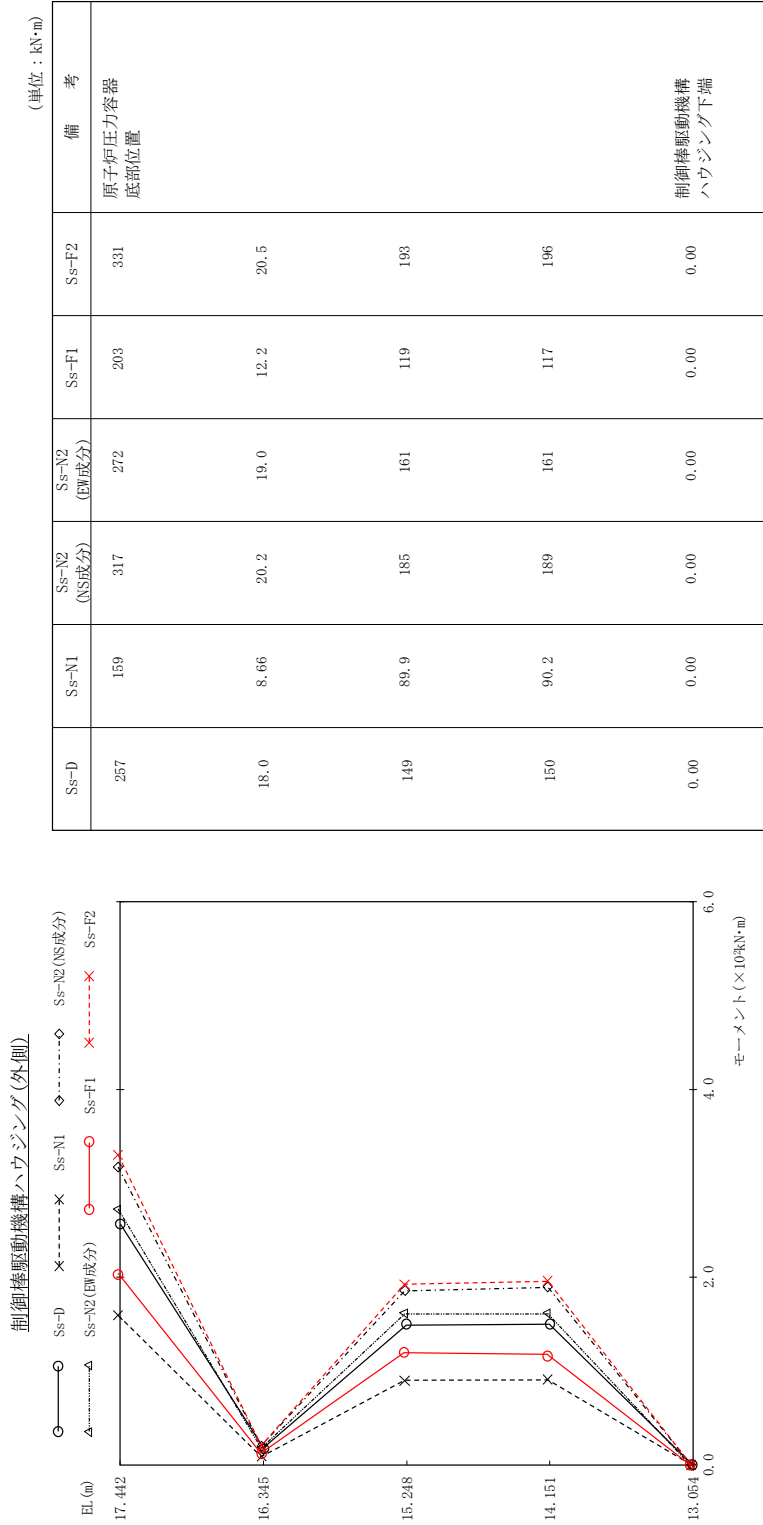 制御棒駆動機構ハウジング(外側)
Ss-D
Ss-N1
Ss-N2(NS成分)
Ss-N2(EW成分)
Ss-F1
Ss-F2
EL(m)
17.442
16.345
15.248
14.151
13.054
0.0
2.0
4.0
6.0
モーメント(×10²kN・m)
(単位：kN・m)
Ss-D Ss-N1 Ss-N2 (NS成分) Ss-N2 (EW成分) Ss-F1 Ss-F2 備 考
257 159 317 272 203 331 原子炉圧力容器
底部位置
18.0 8.66 20.2 19.0 12.2 20.5
149 89.9 185 161 119 193
150 90.2 189 161 117 196
0.00 0.00 0.00 0.00 0.00 0.00 制御棒駆動機構
ハウジング下端